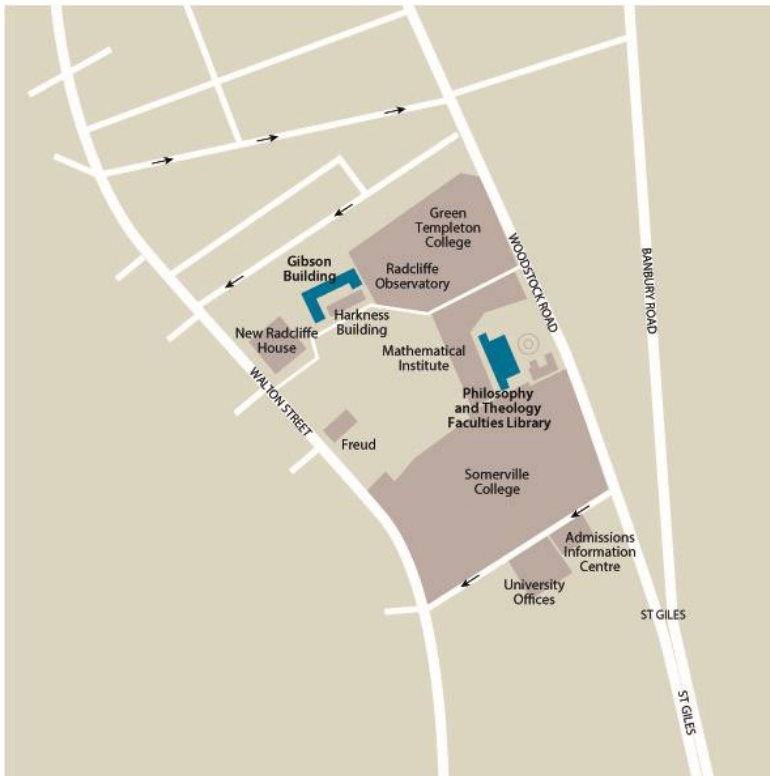 Green
Templeton
College
WOODSTOCK ROAD
BANBURY ROAD
Gibson
Building
Radcliffe
Observatory
Harkness
Building
New Radcliffe
House
Mathematical
Institute
WALTON STREET
Philosophy
and Theology
Faculties Library
Freud
Somerville
College
Admissions
Information
Centre
University
Offices
ST GILES
ST GILES